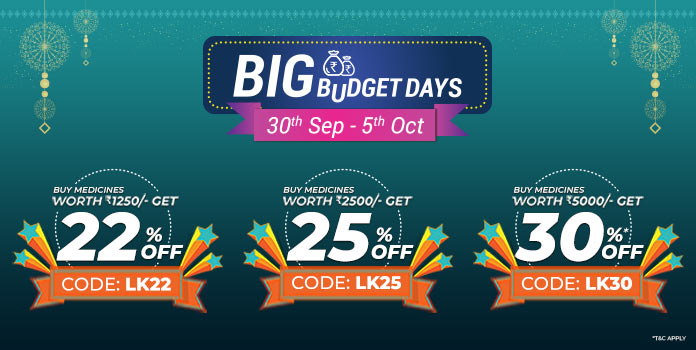 BIG BUDGET DAYS
30th Sep - 5th Oct
BUY MEDICINES
WORTH ₹1250/- GET
22% OFF
CODE: LK22
BUY MEDICINES
WORTH ₹2500/- GET
25% OFF
CODE: LK25
BUY MEDICINES
WORTH ₹5000/- GET
30%* OFF
CODE: LK30
*T&C APPLY